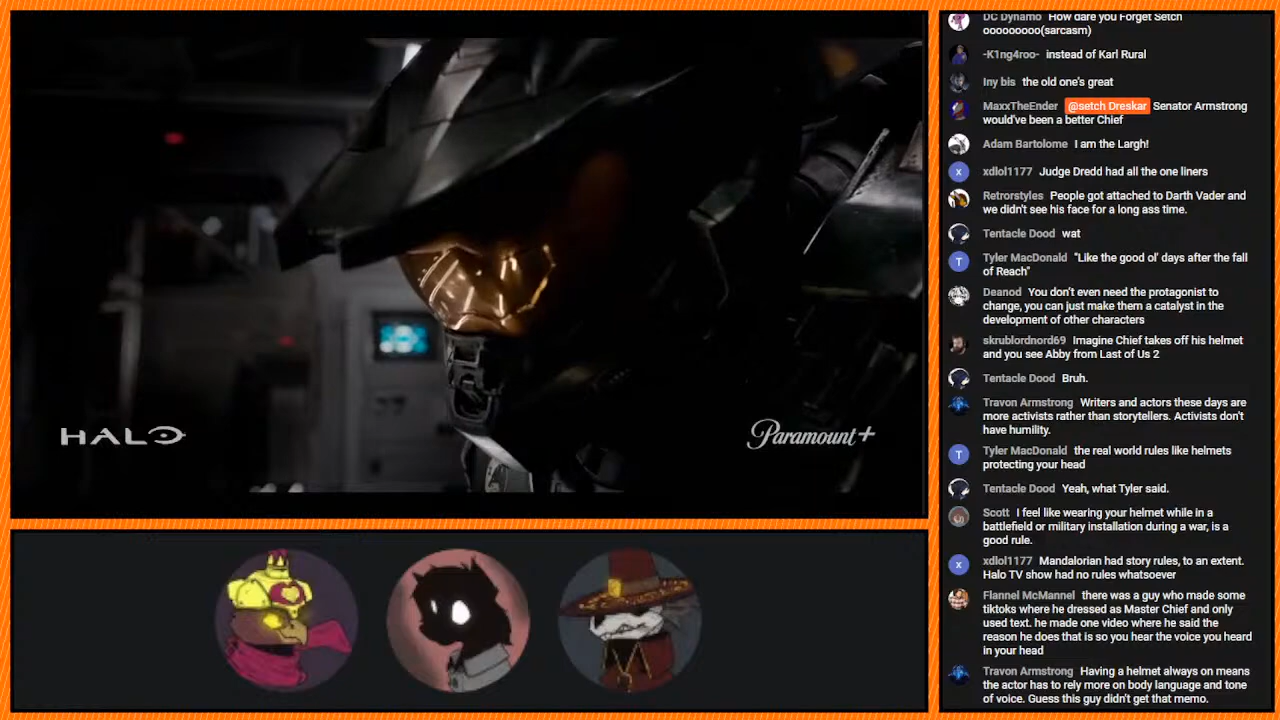 HALO
Paramount+
DC Dynamo How dare you Forget Setch
ooooooooo(sarcasm)
-K1ng4roo- instead of Karl Rural
Iny bis the old one's great
MaxxTheEnder @setch Dreskar Senator Armstrong
would've been a better Chief
Adam Bartolome I am the Largh!
x
xdlol1177 Judge Dredd had all the one liners
Retrorstyles People got attached to Darth Vader and
we didn't see his face for a long ass time.
Tentacle Dood wat
T
Tyler MacDonald "Like the good ol' days after the fall
of Reach"
Deanod You don't even need the protagonist to
change, you can just make them a catalyst in the
development of other characters
skrublordnord69 Imagine Chief takes off his helmet
and you see Abby from Last of Us 2
Tentacle Dood Bruh.
Travon Armstrong Writers and actors these days are
more activists rather than storytellers. Activists don't
have humility.
T
Tyler MacDonald the real world rules like helmets
protecting your head
Tentacle Dood Yeah, what Tyler said.
Scott I feel like wearing your helmet while in a
battlefield or military installation during a war, is a
good rule.
x
xdlol1177 Mandalorian had story rules, to an extent.
Halo TV show had no rules whatsoever
Flannel McMannel there was a guy who made some
tiktoks where he dressed as Master Chief and only
used text. he made one video where he said the
reason he does that is so you hear the voice you heard
in your head
Travon Armstrong Having a helmet always on means
the actor has to rely more on body language and tone
of voice. Guess this guy didn't get that memo.